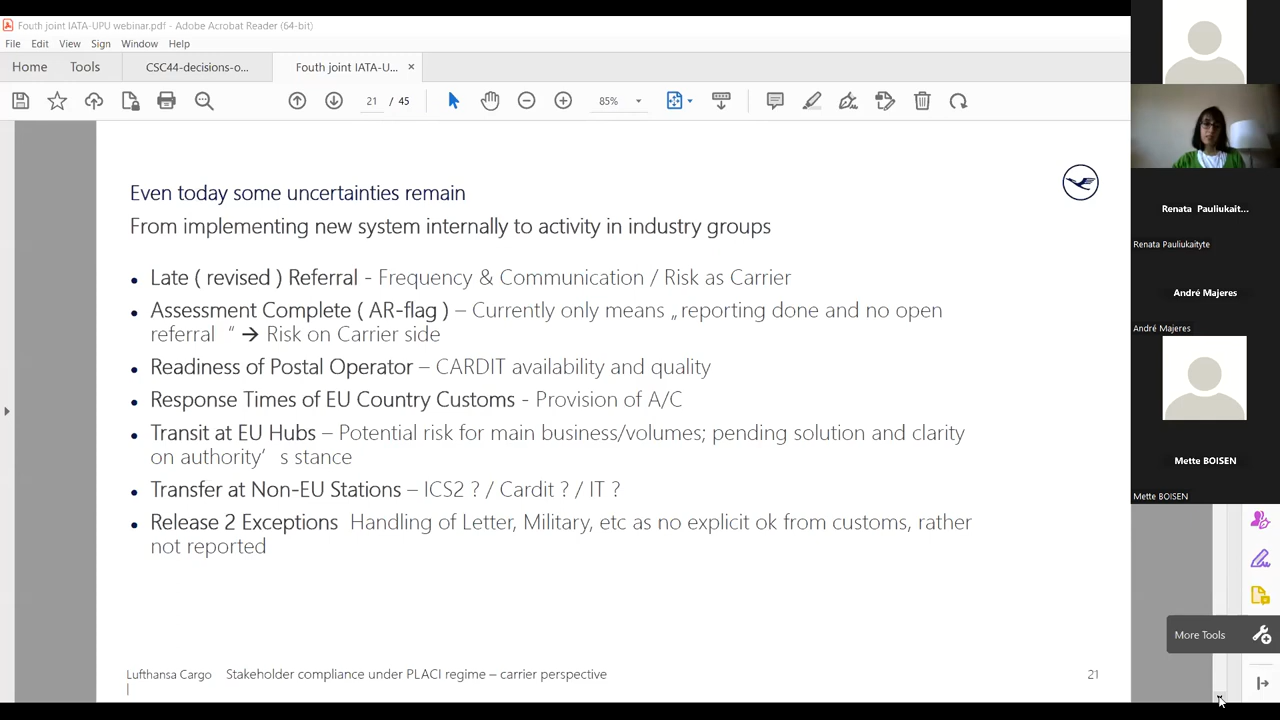 Fouth joint IATA-UPU webinar.pdf - Adobe Acrobat Reader (64-bit)
File Edit View Sign Window Help
Home Tools CSC44-decisions-o... Fouth joint IATA-U... ×
21 / 45 85%
Even today some uncertainties remain
From implementing new system internally to activity in industry groups
• Late ( revised ) Referral - Frequency & Communication / Risk as Carrier
• Assessment Complete ( AR-flag ) – Currently only means „reporting done and no open
referral “ → Risk on Carrier side
• Readiness of Postal Operator – CARDIT availability and quality
• Response Times of EU Country Customs - Provision of A/C
• Transit at EU Hubs – Potential risk for main business/volumes; pending solution and clarity
on authority’ s stance
• Transfer at Non-EU Stations – ICS2 ? / Cardit ? / IT ?
• Release 2 Exceptions Handling of Letter, Military, etc as no explicit ok from customs, rather
not reported
Lufthansa Cargo Stakeholder compliance under PLACI regime – carrier perspective 21
|
Renata Pauliukait...
Renata Pauliukaityte
André Majeres
André Majeres
Mette BOISEN
Mette BOISEN
More Tools